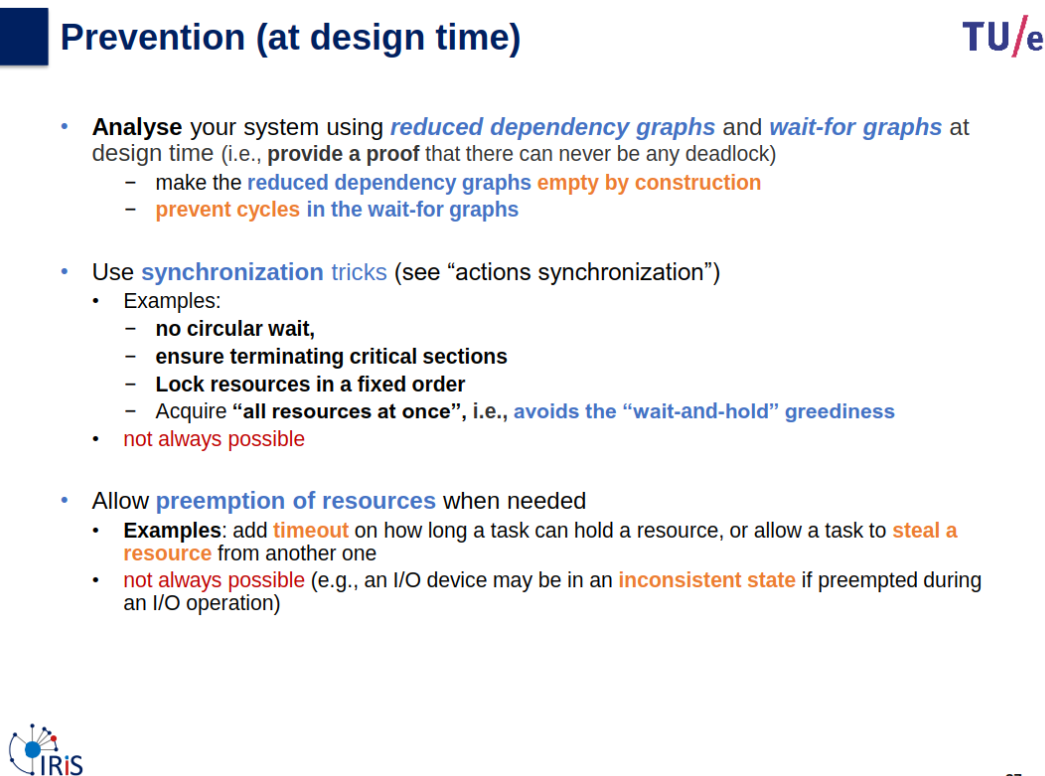 Prevention (at design time)
TU/e
• Analyse your system using reduced dependency graphs and wait-for graphs at
design time (i.e., provide a proof that there can never be any deadlock)
− make the reduced dependency graphs empty by construction
− prevent cycles in the wait-for graphs
• Use synchronization tricks (see “actions synchronization”)
• Examples:
− no circular wait,
− ensure terminating critical sections
− Lock resources in a fixed order
− Acquire “all resources at once”, i.e., avoids the “wait-and-hold” greediness
• not always possible
• Allow preemption of resources when needed
• Examples: add timeout on how long a task can hold a resource, or allow a task to steal a
resource from another one
• not always possible (e.g., an I/O device may be in an inconsistent state if preempted during
an I/O operation)
IRiS